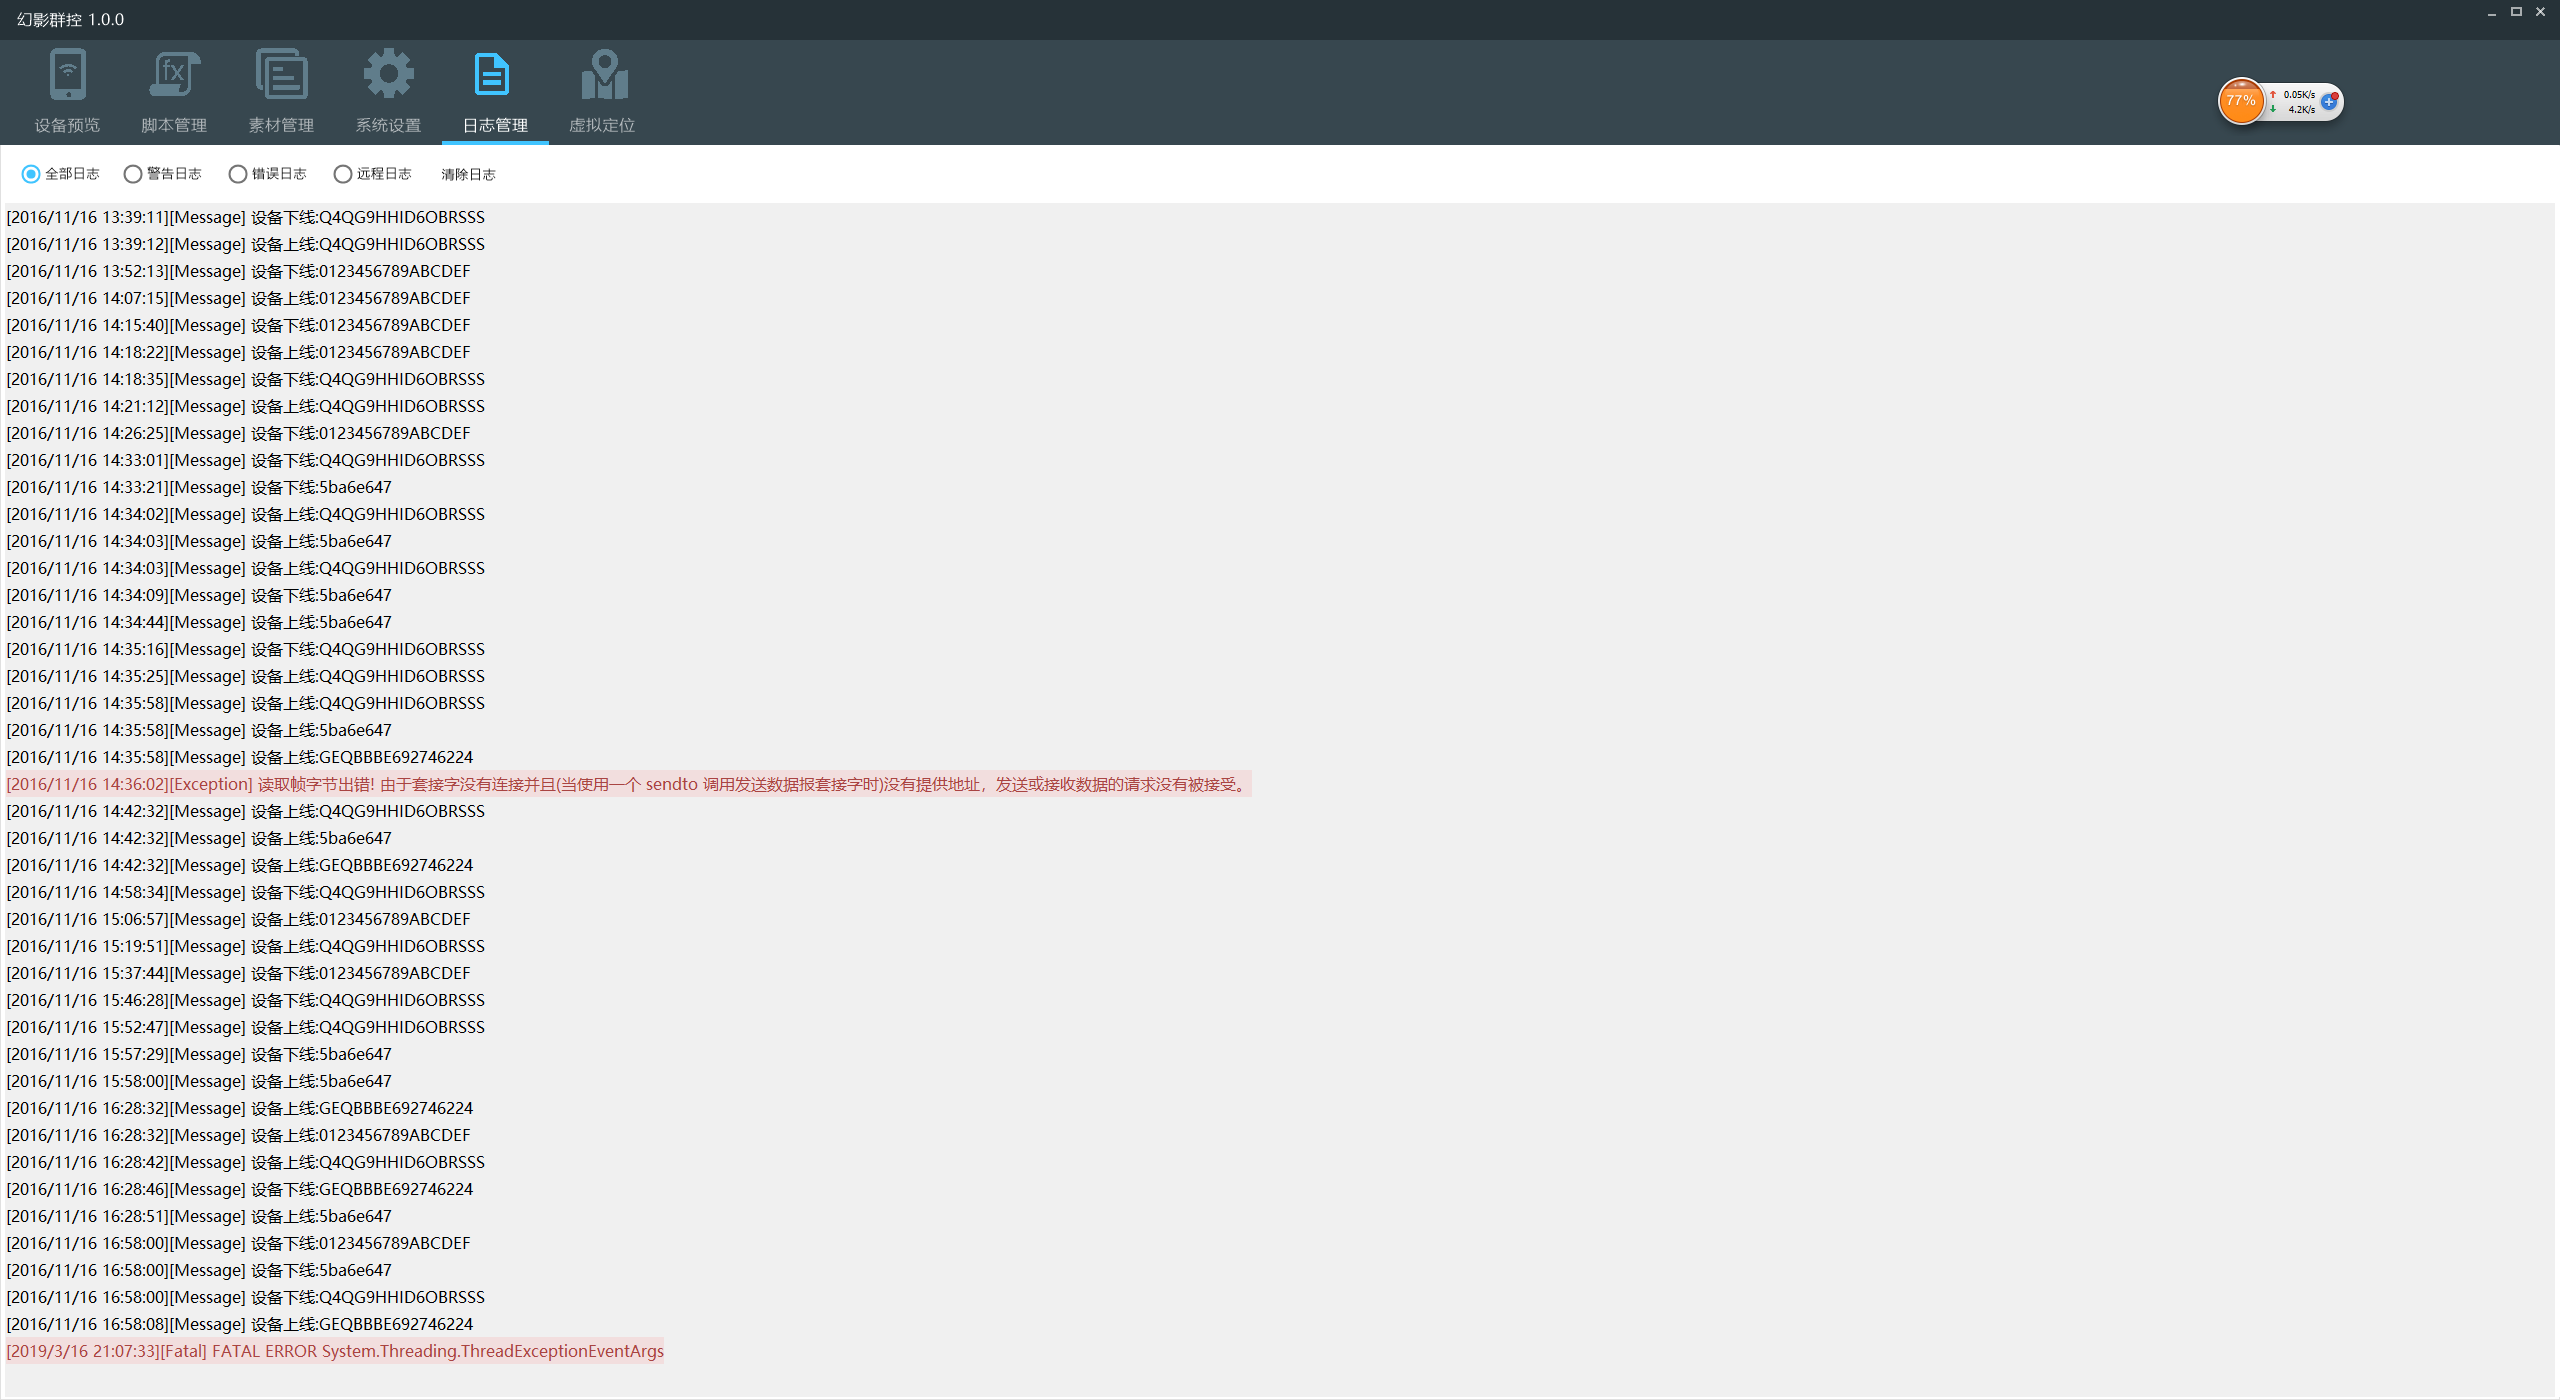 幻影群控 1.0.0
设备预览 脚本管理 素材管理 系统设置 日志管理 虚拟定位
77% 0.05K/s
4.2K/s
全部日志 警告日志 错误日志 远程日志 清除日志
[2016/11/16 13:39:11][Message] 设备下线:Q4QG9HHID6OBRSSS
[2016/11/16 13:39:12][Message] 设备上线:Q4QG9HHID6OBRSSS
[2016/11/16 13:52:13][Message] 设备下线:0123456789ABCDEF
[2016/11/16 14:07:15][Message] 设备上线:0123456789ABCDEF
[2016/11/16 14:15:40][Message] 设备下线:0123456789ABCDEF
[2016/11/16 14:18:22][Message] 设备上线:0123456789ABCDEF
[2016/11/16 14:18:35][Message] 设备下线:Q4QG9HHID6OBRSSS
[2016/11/16 14:21:12][Message] 设备上线:Q4QG9HHID6OBRSSS
[2016/11/16 14:26:25][Message] 设备下线:0123456789ABCDEF
[2016/11/16 14:33:01][Message] 设备下线:Q4QG9HHID6OBRSSS
[2016/11/16 14:33:21][Message] 设备下线:5ba6e647
[2016/11/16 14:34:02][Message] 设备上线:Q4QG9HHID6OBRSSS
[2016/11/16 14:34:03][Message] 设备上线:5ba6e647
[2016/11/16 14:34:03][Message] 设备上线:Q4QG9HHID6OBRSSS
[2016/11/16 14:34:09][Message] 设备下线:5ba6e647
[2016/11/16 14:34:44][Message] 设备上线:5ba6e647
[2016/11/16 14:35:16][Message] 设备下线:Q4QG9HHID6OBRSSS
[2016/11/16 14:35:25][Message] 设备上线:Q4QG9HHID6OBRSSS
[2016/11/16 14:35:58][Message] 设备上线:Q4QG9HHID6OBRSSS
[2016/11/16 14:35:58][Message] 设备上线:5ba6e647
[2016/11/16 14:35:58][Message] 设备上线:GEQBBBE692746224
[2016/11/16 14:36:02][Exception] 读取帧字节出错! 由于套接字没有连接并且(当使用一个 sendto 调用发送数据报套接字时)没有提供地址，发送或接收数据的请求没有被接受。
[2016/11/16 14:42:32][Message] 设备上线:Q4QG9HHID6OBRSSS
[2016/11/16 14:42:32][Message] 设备上线:5ba6e647
[2016/11/16 14:42:32][Message] 设备上线:GEQBBBE692746224
[2016/11/16 14:58:34][Message] 设备下线:Q4QG9HHID6OBRSSS
[2016/11/16 15:06:57][Message] 设备上线:0123456789ABCDEF
[2016/11/16 15:19:51][Message] 设备上线:Q4QG9HHID6OBRSSS
[2016/11/16 15:37:44][Message] 设备下线:0123456789ABCDEF
[2016/11/16 15:46:28][Message] 设备下线:Q4QG9HHID6OBRSSS
[2016/11/16 15:52:47][Message] 设备上线:Q4QG9HHID6OBRSSS
[2016/11/16 15:57:29][Message] 设备下线:5ba6e647
[2016/11/16 15:58:00][Message] 设备上线:5ba6e647
[2016/11/16 16:28:32][Message] 设备上线:GEQBBBE692746224
[2016/11/16 16:28:32][Message] 设备上线:0123456789ABCDEF
[2016/11/16 16:28:42][Message] 设备上线:Q4QG9HHID6OBRSSS
[2016/11/16 16:28:46][Message] 设备下线:GEQBBBE692746224
[2016/11/16 16:28:51][Message] 设备上线:5ba6e647
[2016/11/16 16:58:00][Message] 设备下线:0123456789ABCDEF
[2016/11/16 16:58:00][Message] 设备下线:5ba6e647
[2016/11/16 16:58:00][Message] 设备下线:Q4QG9HHID6OBRSSS
[2016/11/16 16:58:08][Message] 设备上线:GEQBBBE692746224
[2019/3/16 21:07:33][Fatal] FATAL ERROR System.Threading.ThreadExceptionEventArgs